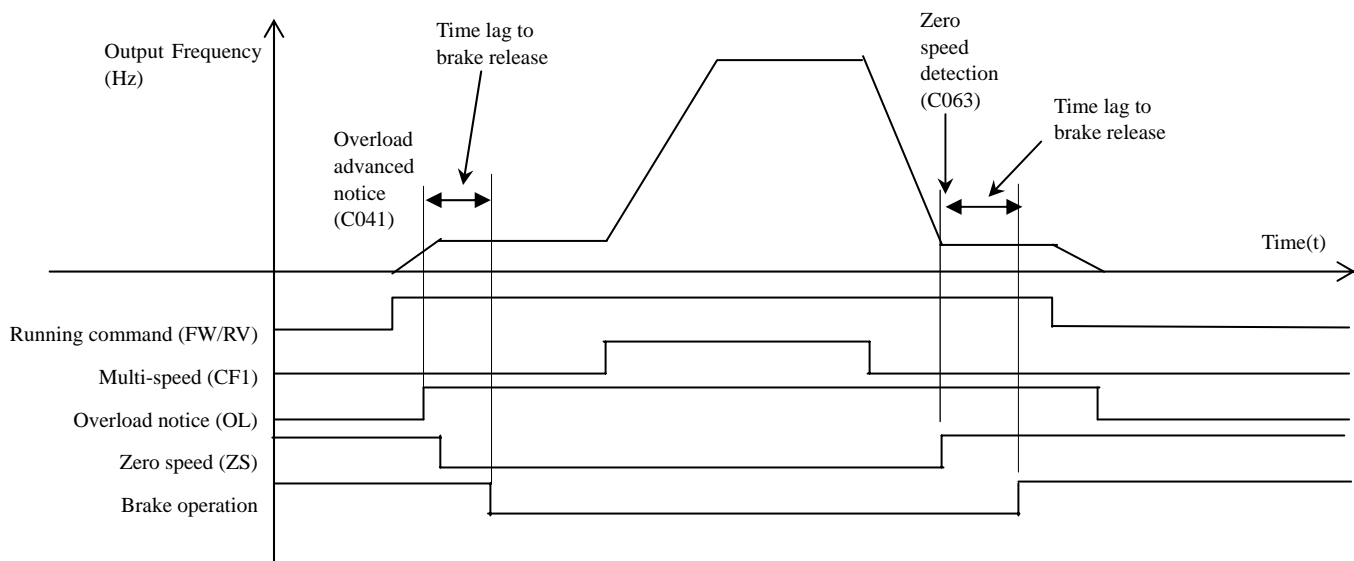 Output Frequency
(Hz)
Time lag to
brake release
Zero
speed
detection
(C063)
Time lag to
brake release
Overload
advanced
notice
(C041)
Time(t)
Running command (FW/RV)
Multi-speed (CF1)
Overload notice (OL)
Zero speed (ZS)
Brake operation